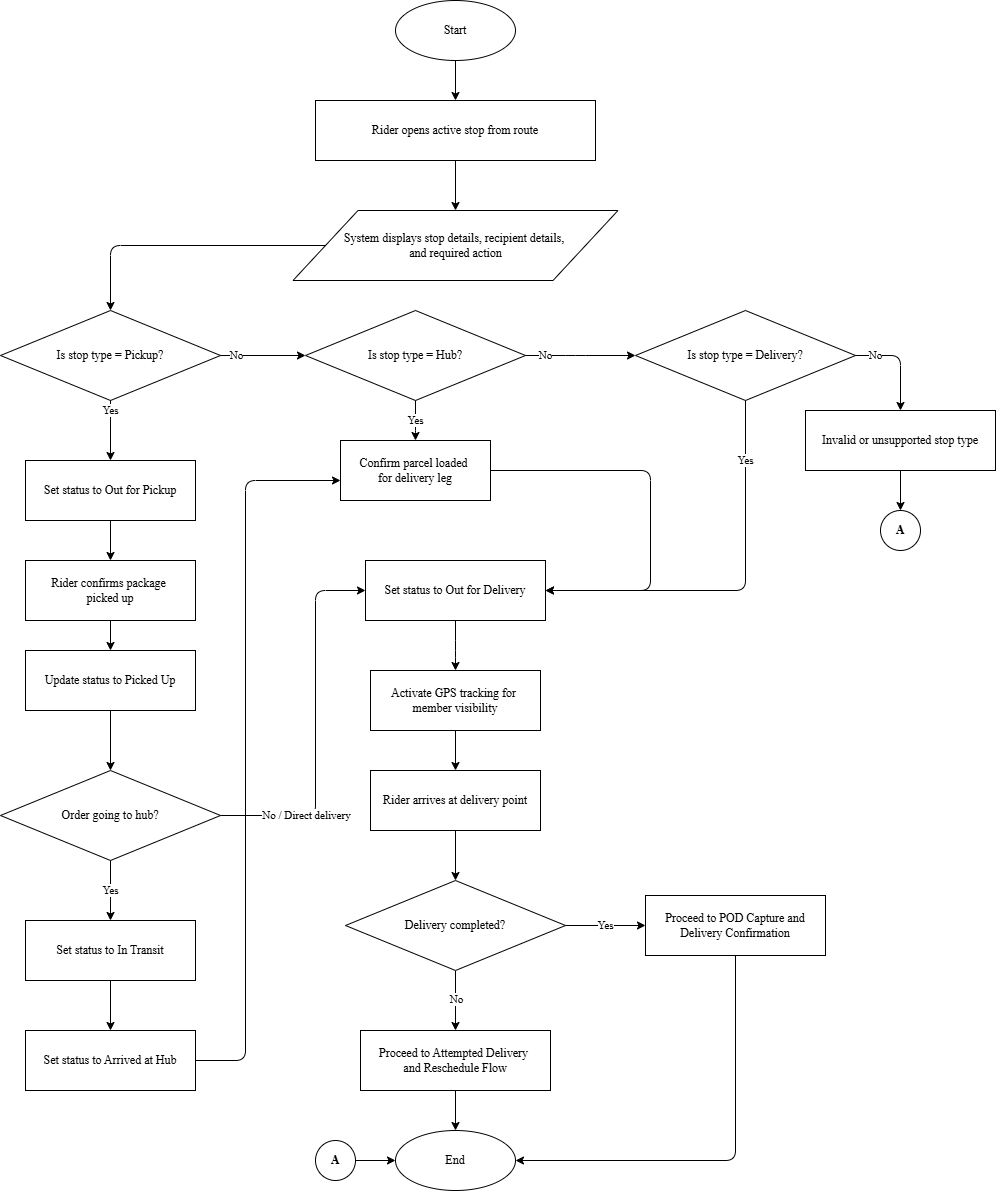 Start
Rider opens active stop from route
System displays stop details, recipient details,
and required action
Is stop type = Pickup?
No
Is stop type = Hub?
No
Is stop type = Delivery?
No
Yes
Yes
Yes
Invalid or unsupported stop type
A
Confirm parcel loaded
for delivery leg
Set status to Out for Pickup
Rider confirms package
picked up
Set status to Out for Delivery
Update status to Picked Up
Activate GPS tracking for
member visibility
Order going to hub?
No / Direct delivery
Rider arrives at delivery point
Yes
Delivery completed?
Yes
Proceed to POD Capture and
Delivery Confirmation
Set status to In Transit
No
Set status to Arrived at Hub
Proceed to Attempted Delivery
and Reschedule Flow
A
End